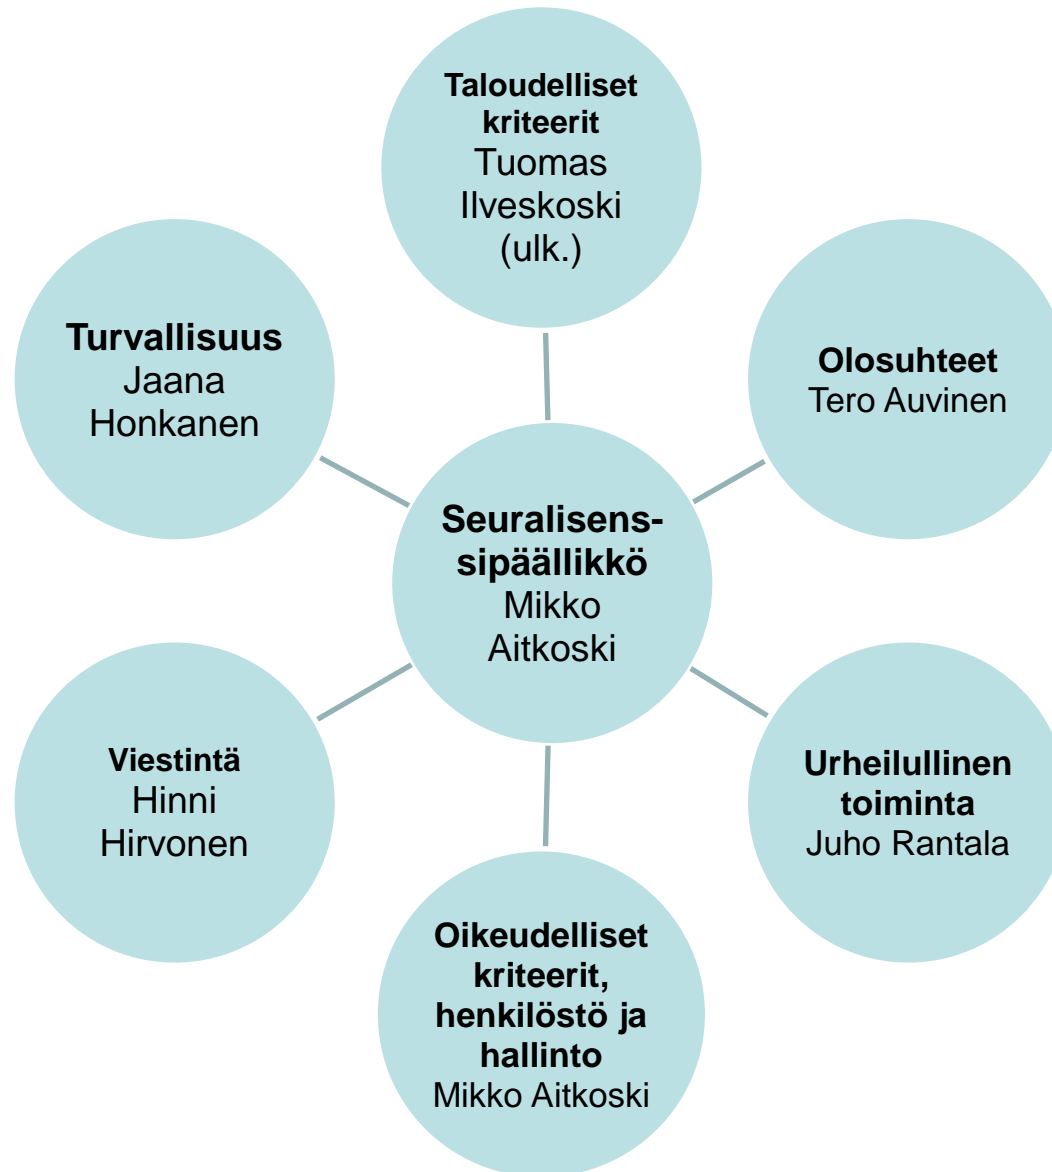 Taloudelliset
kriteerit
Tuomas
Ilveskoski
(ulk.)
Turvallisuus
Jaana
Honkanen
Olosuhteet
Tero Auvinen
Seuralisens-
sipäällikkö
Mikko
Aitkoski
Viestintä
Hinni
Hirvonen
Urheilullinen
toiminta
Juho Rantala
Oikeudelliset
kriteerit,
henkilöstö ja
hallinto
Mikko Aitkoski